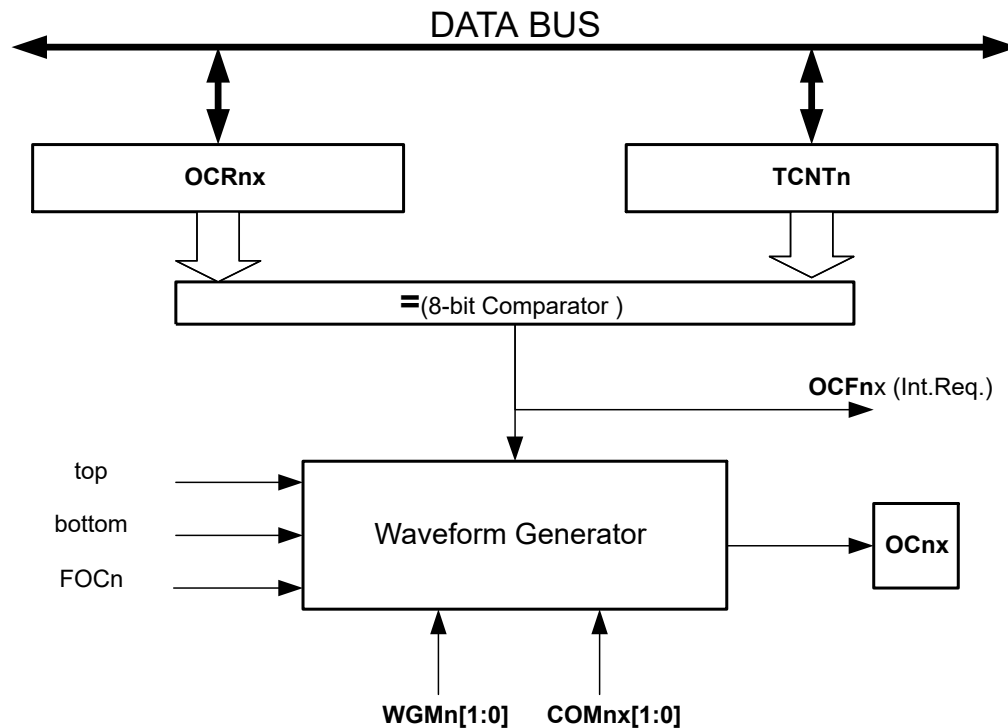 DATA BUS
OCRnx
TCNTn
=(8-bit Comparator )
OCFnx (Int.Req.)
top
bottom
FOCn
Waveform Generator
OCnx
WGMn[1:0]
COMnx[1:0]